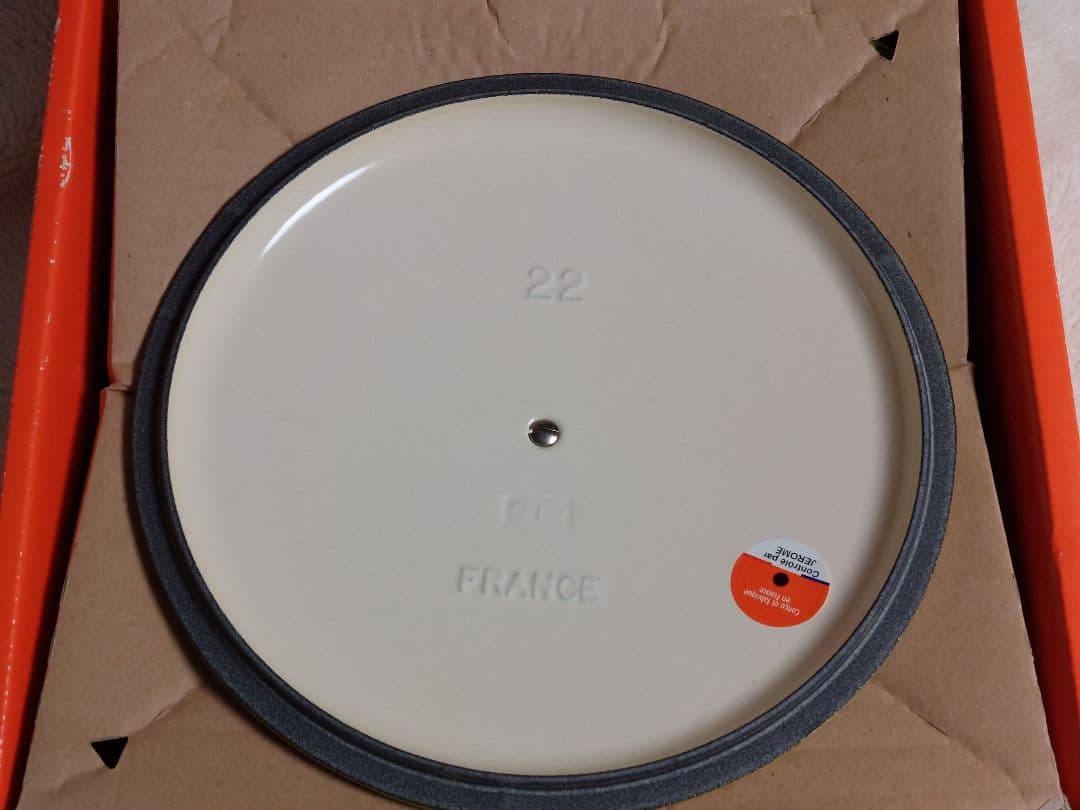 22
FRANCE
Contrôlé par
JEROME
Conçu et fabriqué
en France